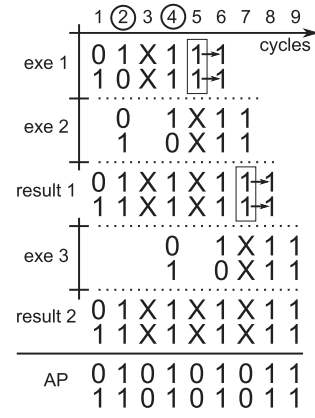 1 2 3 4 5 6 7 8 9
cycles
0 1 X 1 1 1
exe 1
1 0 X 1 1 1
0 1 X 1 1
exe 2
1 0 X 1 1
0 1 X 1 X 1 1 1
result 1
1 1 X 1 X 1 1 1
0 1 X 1 1
exe 3
1 0 X 1 1
0 1 X 1 X 1 X 1 1
result 2
1 1 X 1 X 1 X 1 1
0 1 0 1 0 1 0 1 1
AP
1 1 0 1 0 1 0 1 1